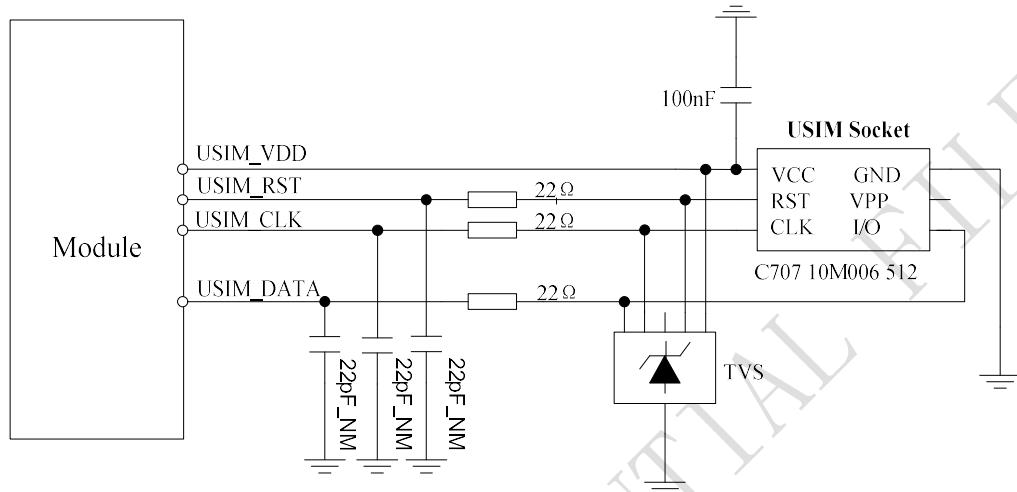 100nF
USIM Socket
USIM_VDD
VCC GND
USIM_RST
22Ω
RST VPP
USIM_CLK
22Ω
CLK I/O
Module
C707 10M006 512
USIM_DATA
22Ω
22pF_NM
22pF_NM
22pF_NM
TVS